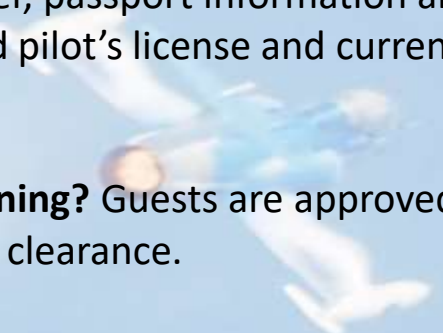 er, passport information a
d pilot’s license and curren
ning? Guests are approved
clearance.